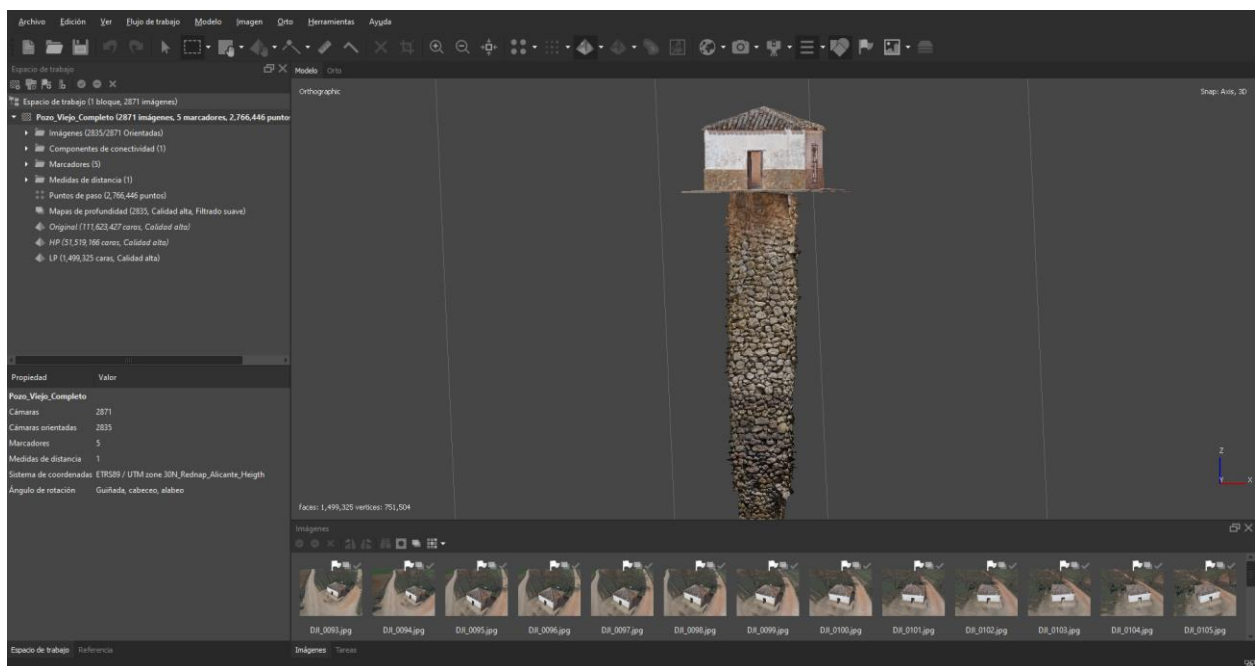 Archivo Edición Ver Flujo de trabajo Modelo Imagen Orto Herramientas Ayuda
Espacio de trabajo
Modelo Orto
Espacio de trabajo (1 bloque, 2871 imágenes)
Orthographic
Snap: Axis, 3D
Pozo_Viejo_Completo (2871 imágenes, 5 marcadores, 2,766,446 punto
Imágenes (2835/2871 Orientadas)
Componentes de conectividad (1)
Marcadores (5)
Medidas de distancia (1)
Puntos de paso (2,766,446 puntos)
Mapas de profundidad (2835, Calidad alta, Filtrado suave)
Original (111,623,427 caras, Calidad alta)
HP (51,519,166 caras, Calidad alta)
LP (1,499,325 caras, Calidad alta)
Propiedad Valor
Pozo_Viejo_Completo
Cámaras 2871
Cámaras orientadas 2835
Marcadores 5
Medidas de distancia 1
Sistema de coordenadas ETRS89 / UTM zone 30N_Rednap_Alicante_Heigth
Ángulo de rotación Guiñada, cabeceo, alabeo
Z
Y X
faces: 1,499,325 vertices: 751,504
Imágenes
DJI_0093.jpg DJI_0094.jpg DJI_0095.jpg DJI_0096.jpg DJI_0097.jpg DJI_0098.jpg DJI_0099.jpg DJI_0100.jpg DJI_0101.jpg DJI_0102.jpg DJI_0103.jpg DJI_0104.jpg DJI_0105.jpg
Espacio de trabajo Referencia
Imágenes Tareas